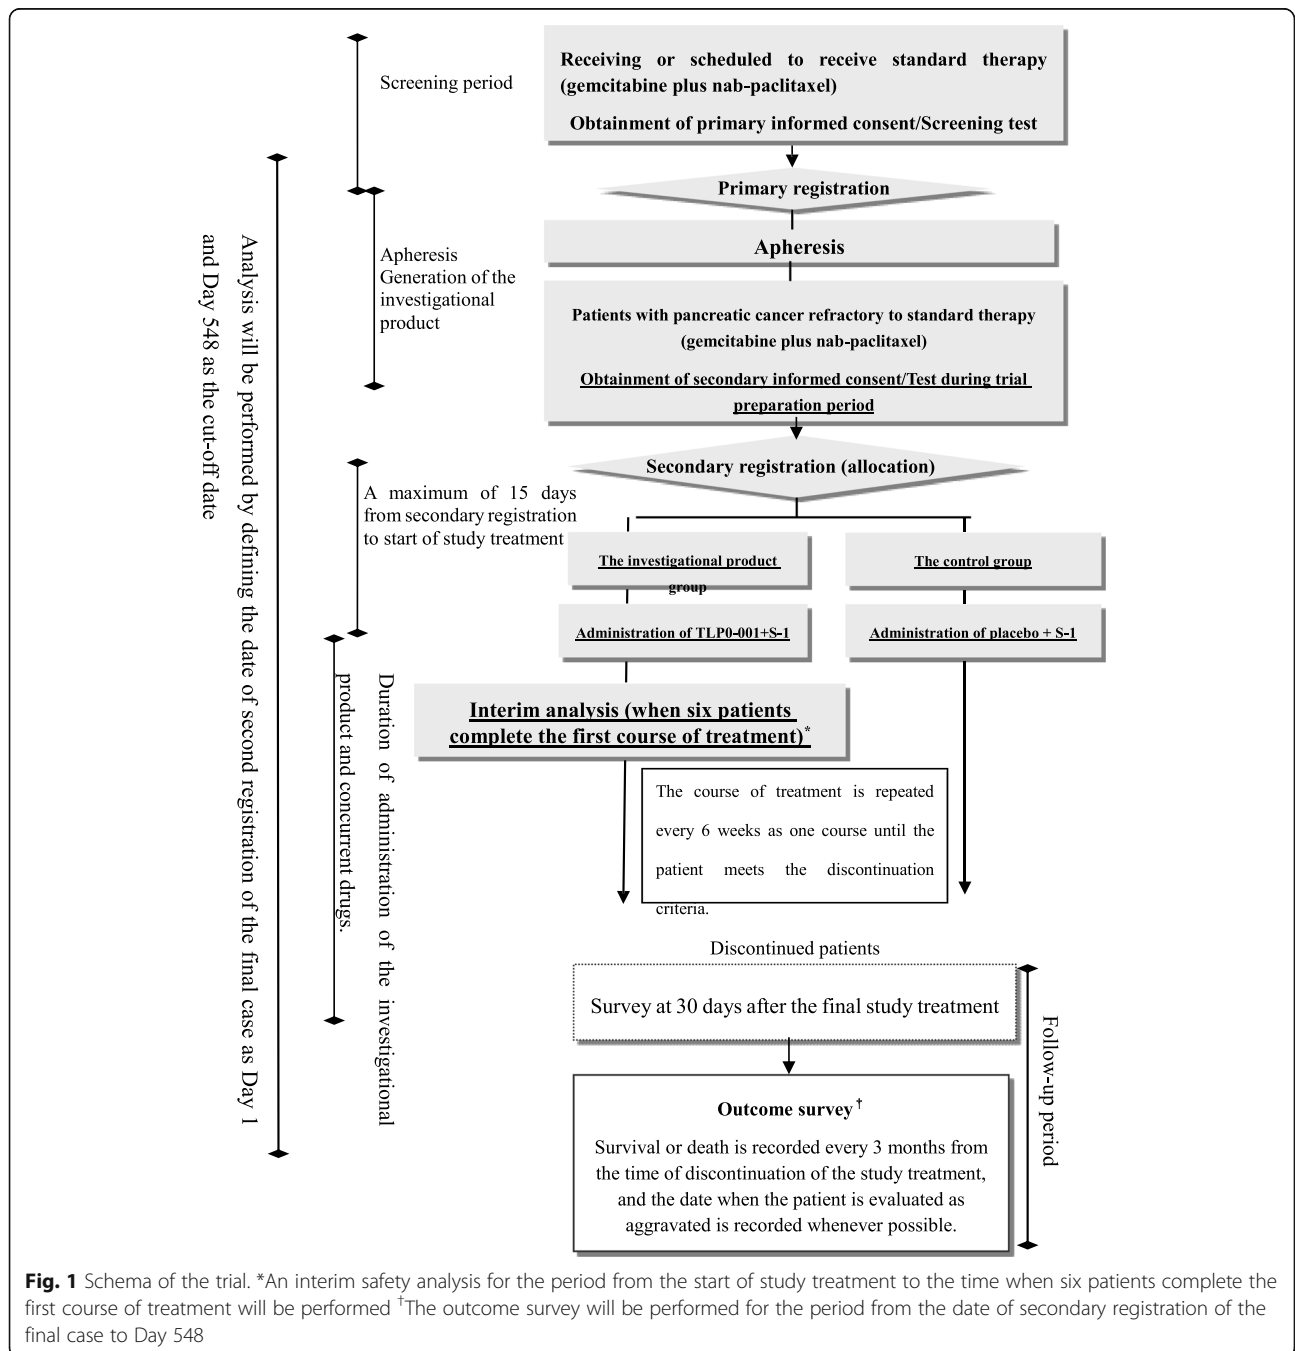 Screening period
Receiving or scheduled to receive standard therapy
(gemcitabine plus nab-paclitaxel)
Obtainment of primary informed consent/Screening test
Primary registration
Apheresis
Apheresis
Generation of the
investigational
product
Patients with pancreatic cancer refractory to standard therapy
(gemcitabine plus nab-paclitaxel)
Obtainment of secondary informed consent/Test during trial
preparation period
Analysis will be performed by defining the date of second registration of the final case as Day 1
and Day 548 as the cut-off date
Secondary registration (allocation)
A maximum of 15 days
from secondary registration
to start of study treatment
The investigational product
group
The control group
Administration of TLP0-001+S-1
Administration of placebo + S-1
Duration of administration of the investigational
product and concurrent drugs.
Interim analysis (when six patients
complete the first course of treatment)*
The course of treatment is repeated
every 6 weeks as one course until the
patient meets the discontinuation
criteria.
Discontinued patients
Survey at 30 days after the final study treatment
Follow-up period
Outcome survey†
Survival or death is recorded every 3 months from
the time of discontinuation of the study treatment,
and the date when the patient is evaluated as
aggravated is recorded whenever possible.
Fig. 1 Schema of the trial. *An interim safety analysis for the period from the start of study treatment to the time when six patients complete the
first course of treatment will be performed †The outcome survey will be performed for the period from the date of secondary registration of the
final case to Day 548